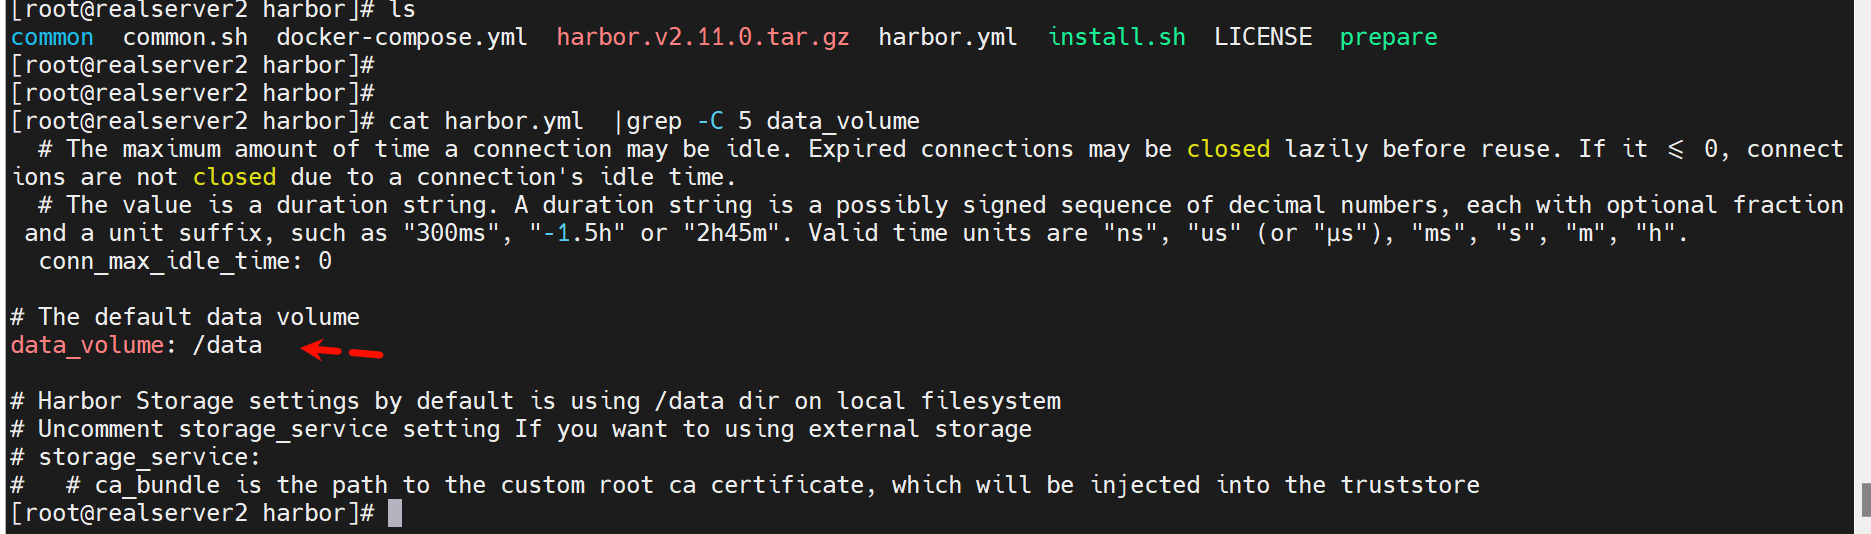 [root@realserver2 harbor]# ls
common  common.sh  docker-compose.yml  harbor.v2.11.0.tar.gz  harbor.yml  install.sh  LICENSE  prepare
[root@realserver2 harbor]#
[root@realserver2 harbor]#
[root@realserver2 harbor]# cat harbor.yml  |grep -C 5 data_volume
  # The maximum amount of time a connection may be idle. Expired connections may be closed lazily before reuse. If it <= 0, connect
ions are not closed due to a connection's idle time.
  # The value is a duration string. A duration string is a possibly signed sequence of decimal numbers, each with optional fraction
 and a unit suffix, such as "300ms", "-1.5h" or "2h45m". Valid time units are "ns", "us" (or "µs"), "ms", "s", "m", "h".
  conn_max_idle_time: 0

# The default data volume
data_volume: /data

# Harbor Storage settings by default is using /data dir on local filesystem
# Uncomment storage_service setting If you want to using external storage
# storage_service:
#   # ca_bundle is the path to the custom root ca certificate, which will be injected into the truststore
[root@realserver2 harbor]#